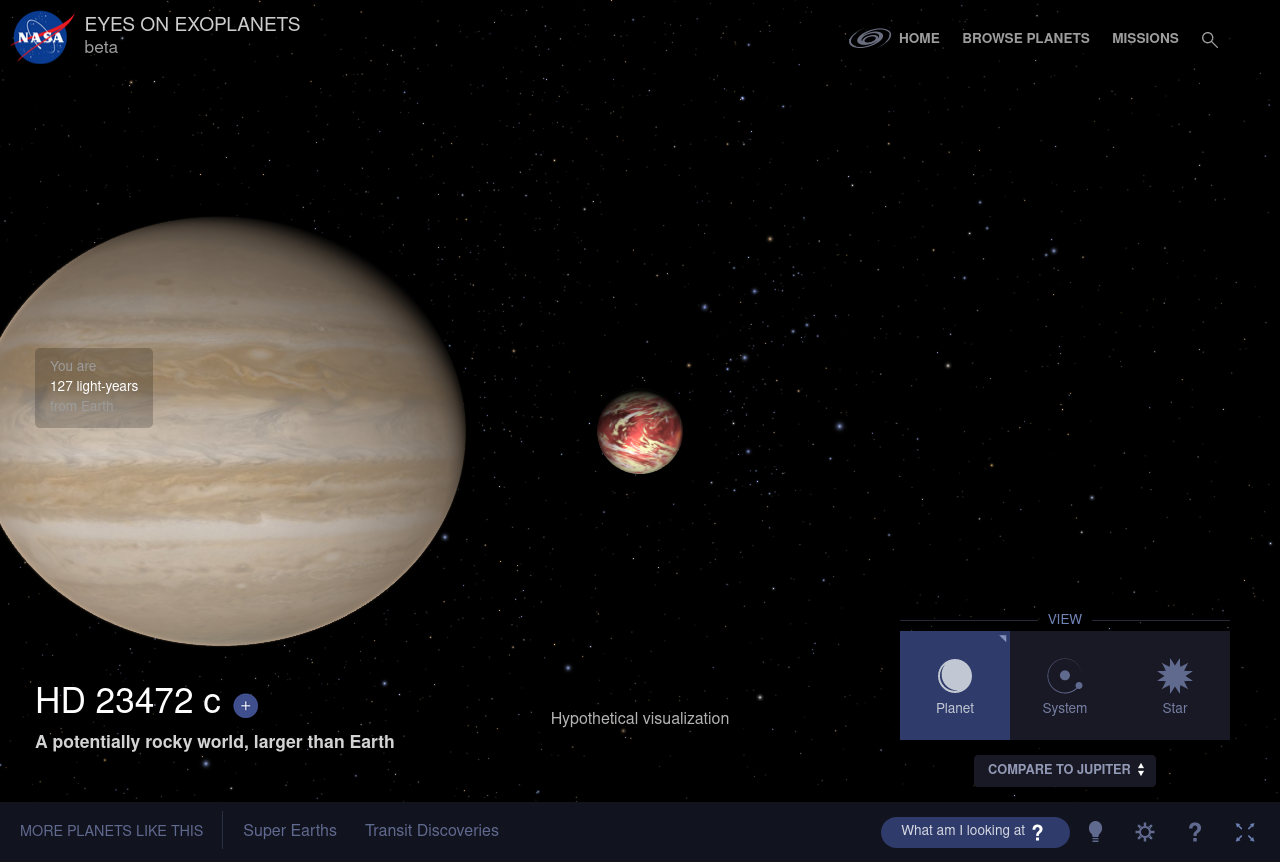 NASA
EYES ON EXOPLANETS
beta
HOME
BROWSE PLANETS
MISSIONS
You are
127 light-years
from Earth
HD 23472 c +
A potentially rocky world, larger than Earth
Hypothetical visualization
VIEW
Planet
System
Star
COMPARE TO JUPITER
MORE PLANETS LIKE THIS
Super Earths
Transit Discoveries
What am I looking at ?
?